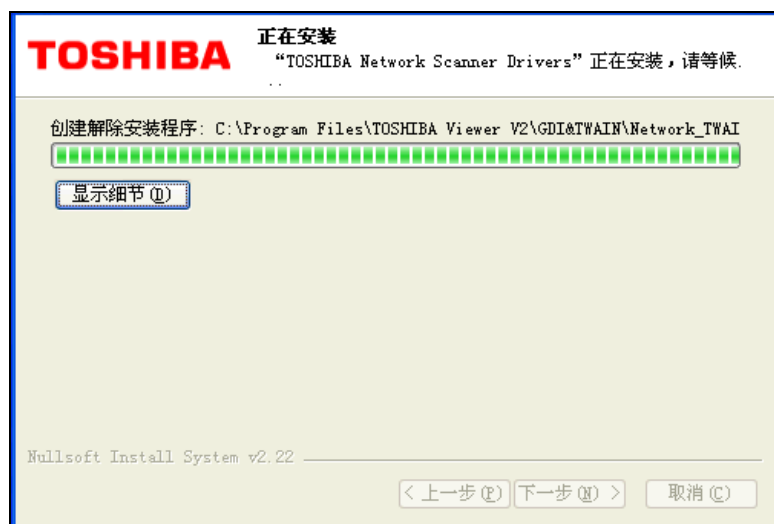 TOSHIBA
正在安装
“TOSHIBA Network Scanner Drivers”正在安装，请等候.
..
创建解除安装程序: C:\Program Files\TOSHIBA Viewer V2\GDI&TWAIN\Network_TWAI
显示细节(D)
Nullsoft Install System v2.22
< 上一步(P) 下一步(N) > 取消(C)